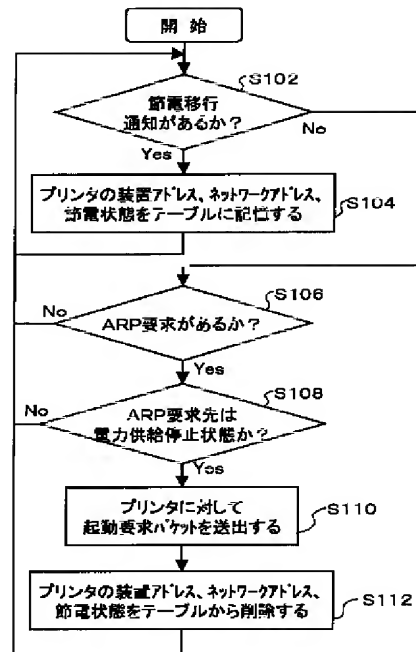 開 始
S102
節電移行
通知があるか？
No
Yes
プリンタの装置アドレス、ネットワークアドレス、
節電状態をテーブルに記憶する
S104
S106
No
ARP要求があるか？
Yes
S108
No
ARP要求先は
電力供給停止状態か？
Yes
プリンタに対して
起動要求パケットを送出する
S110
プリンタの装置アドレス、ネットワークアドレス、
節電状態をテーブルから削除する
S112